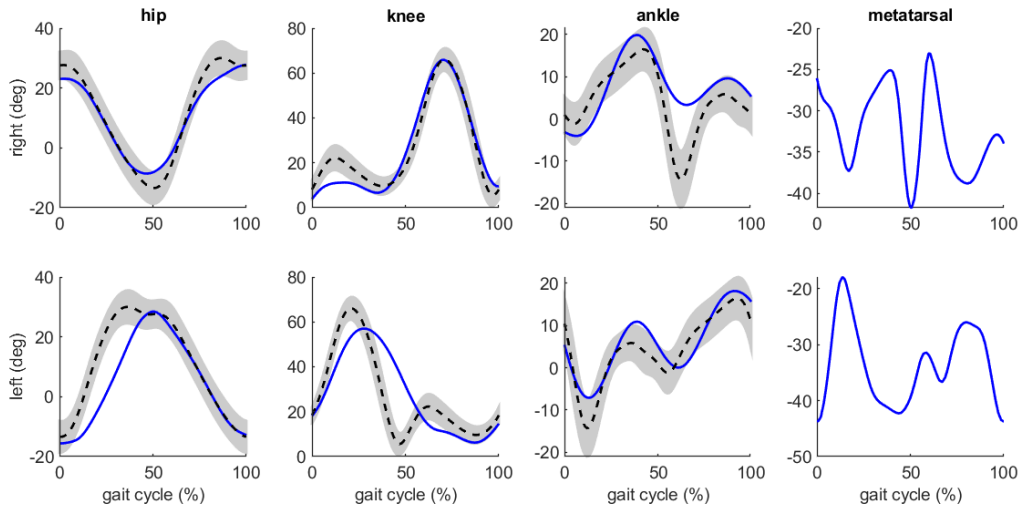 hip knee ankle metatarsal
right (deg)
40 20 0 -20
80 60 40 20 0
20 10 0 -10 -20
-20 -25 -30 -35 -40
0 50 100 0 50 100 0 50 100 0 50 100
left (deg)
40 20 0 -20
80 60 40 20 0
20 10 0 -10 -20
-20 -30 -40 -50
0 50 100 0 50 100 0 50 100 0 50 100
gait cycle (%) gait cycle (%) gait cycle (%) gait cycle (%)